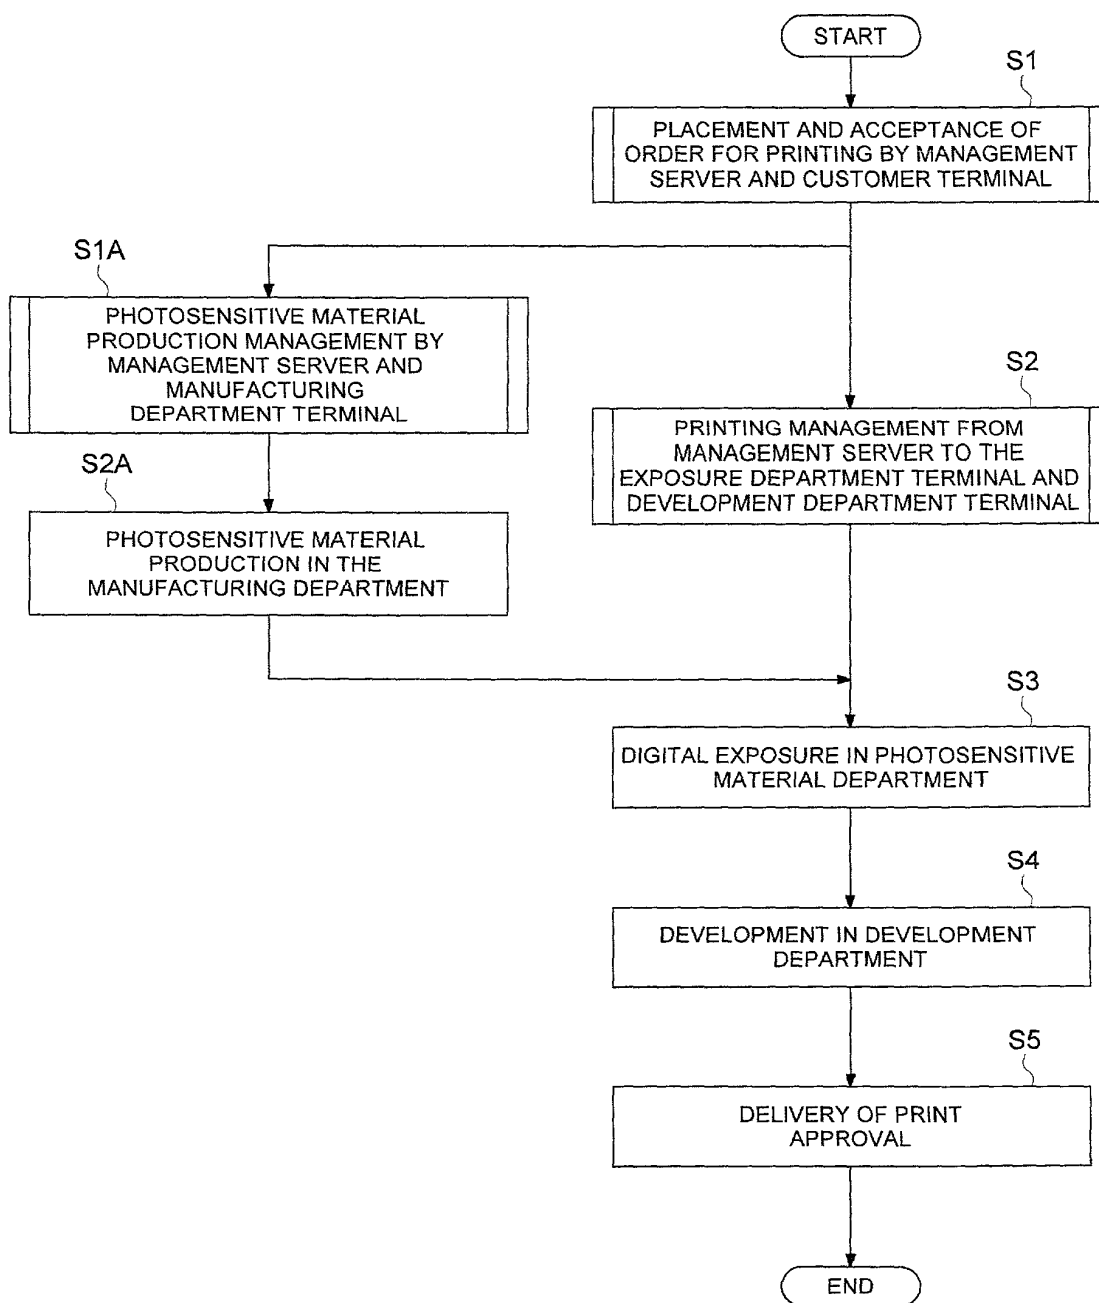 START
S1
PLACEMENT AND ACCEPTANCE OF
ORDER FOR PRINTING BY MANAGEMENT
SERVER AND CUSTOMER TERMINAL
S1A
PHOTOSENSITIVE MATERIAL
PRODUCTION MANAGEMENT BY
MANAGEMENT SERVER AND
MANUFACTURING
DEPARTMENT TERMINAL
S2
PRINTING MANAGEMENT FROM
MANAGEMENT SERVER TO THE
EXPOSURE DEPARTMENT TERMINAL AND
DEVELOPMENT DEPARTMENT TERMINAL
S2A
PHOTOSENSITIVE MATERIAL
PRODUCTION IN THE
MANUFACTURING DEPARTMENT
S3
DIGITAL EXPOSURE IN PHOTOSENSITIVE
MATERIAL DEPARTMENT
S4
DEVELOPMENT IN DEVELOPMENT
DEPARTMENT
S5
DELIVERY OF PRINT
APPROVAL
END